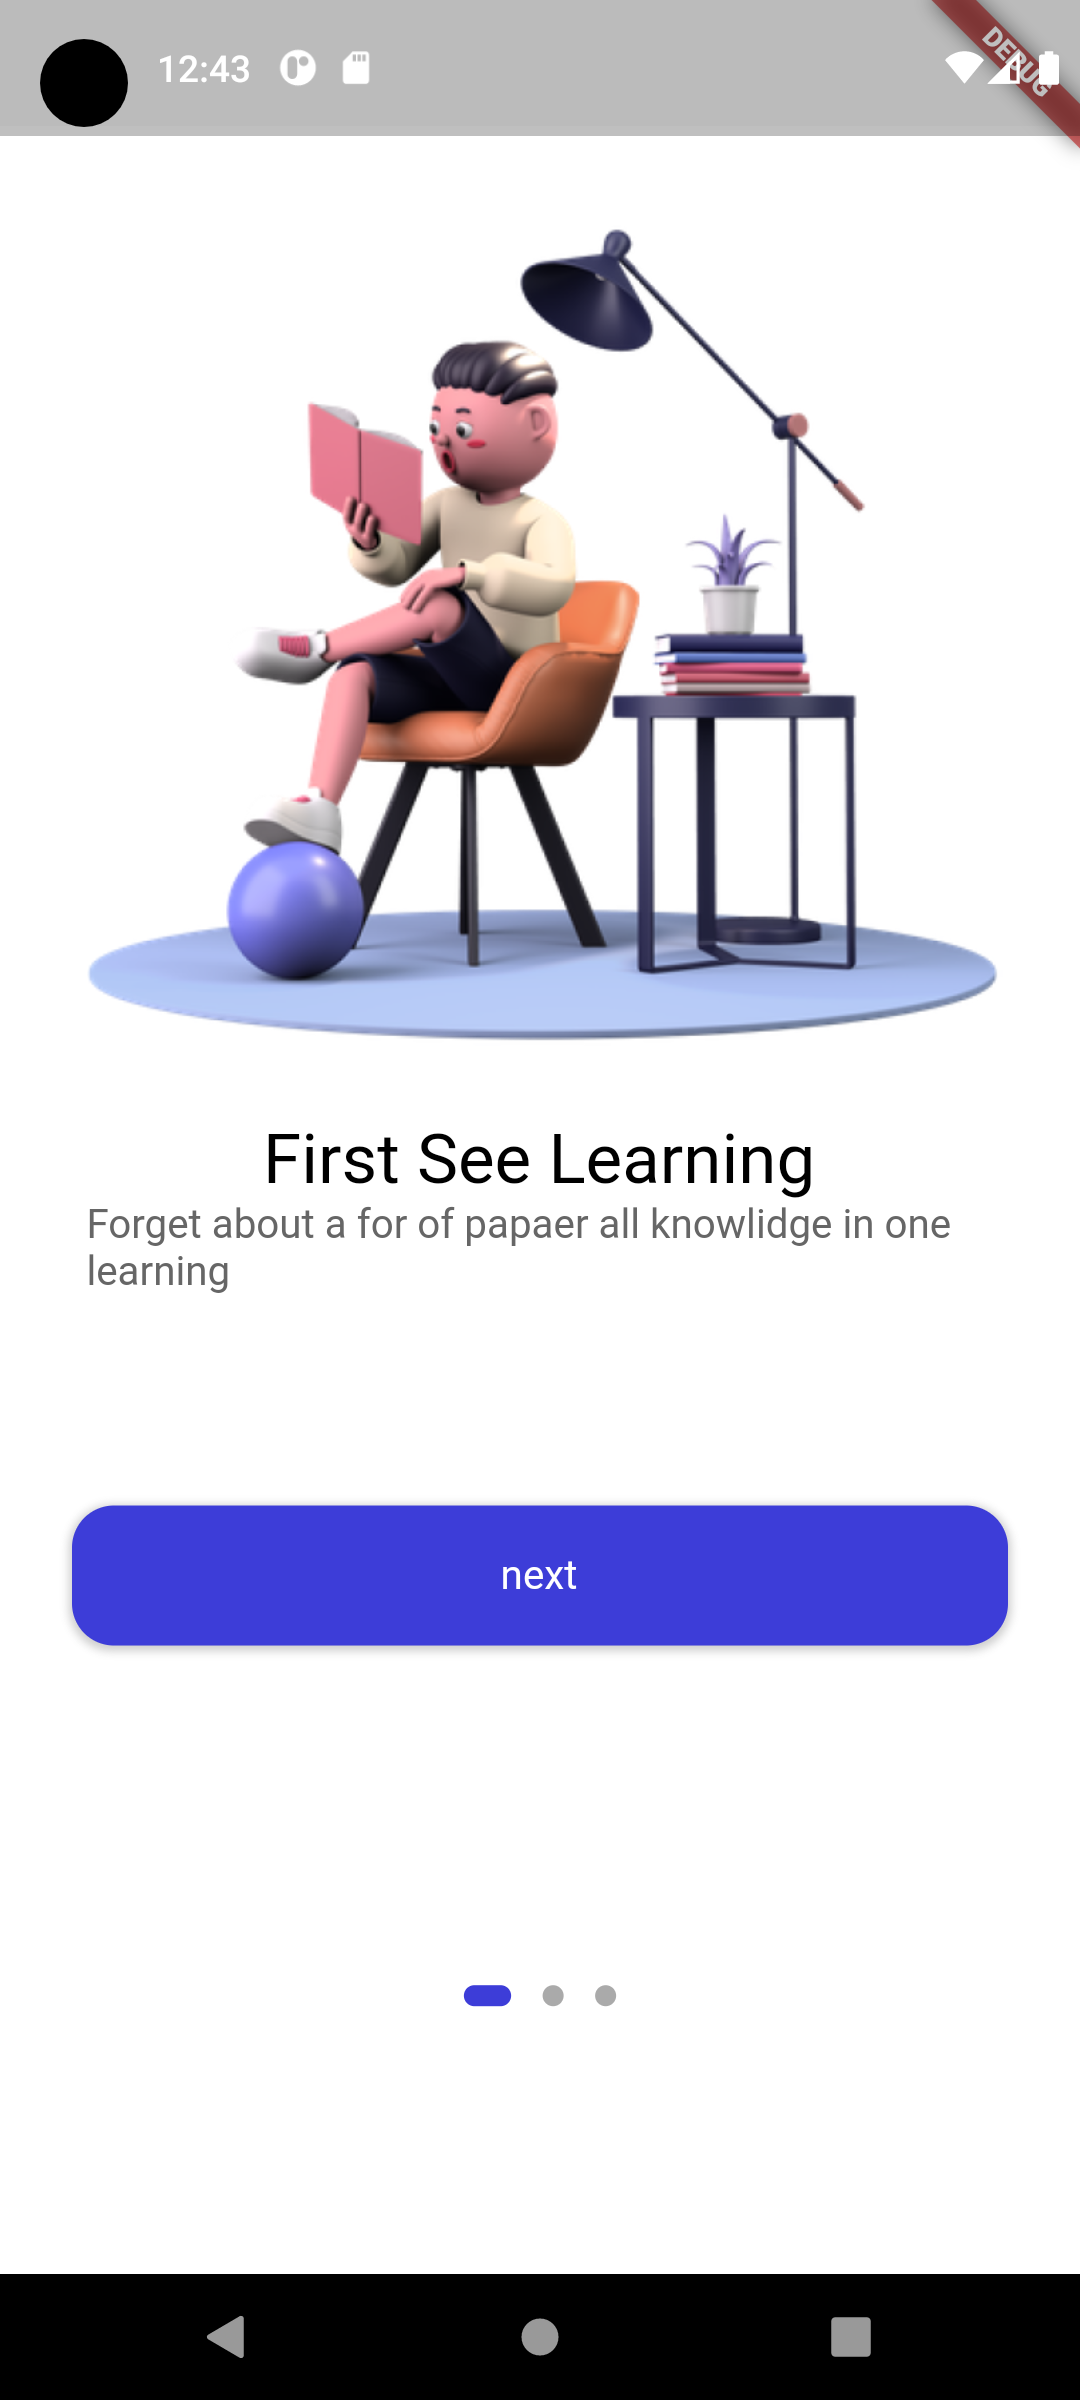 12:43
DEBUG
First See Learning
Forget about a for of papaer all knowlidge in one
learning
next